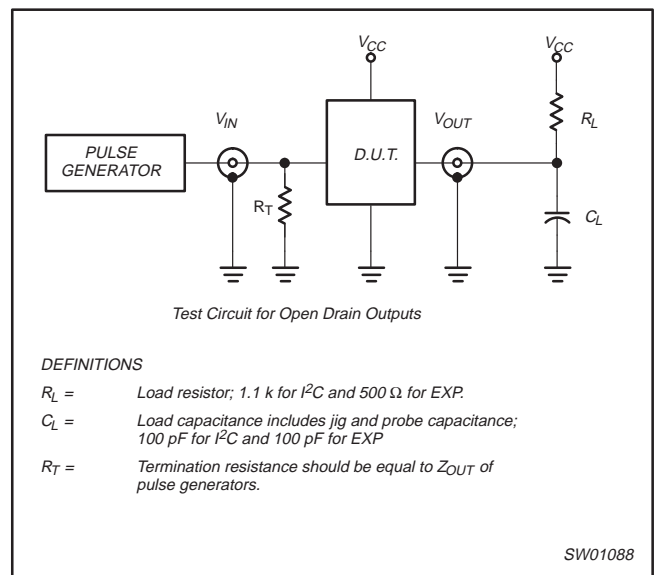 V_CC V_CC
V_IN V_OUT R_L
PULSE
GENERATOR
D.U.T.
R_T
C_L
Test Circuit for Open Drain Outputs
DEFINITIONS
R_L = Load resistor; 1.1 k for I²C and 500 Ω for EXP.
C_L = Load capacitance includes jig and probe capacitance;
100 pF for I²C and 100 pF for EXP
R_T = Termination resistance should be equal to Z_OUT of
pulse generators.
SW01088